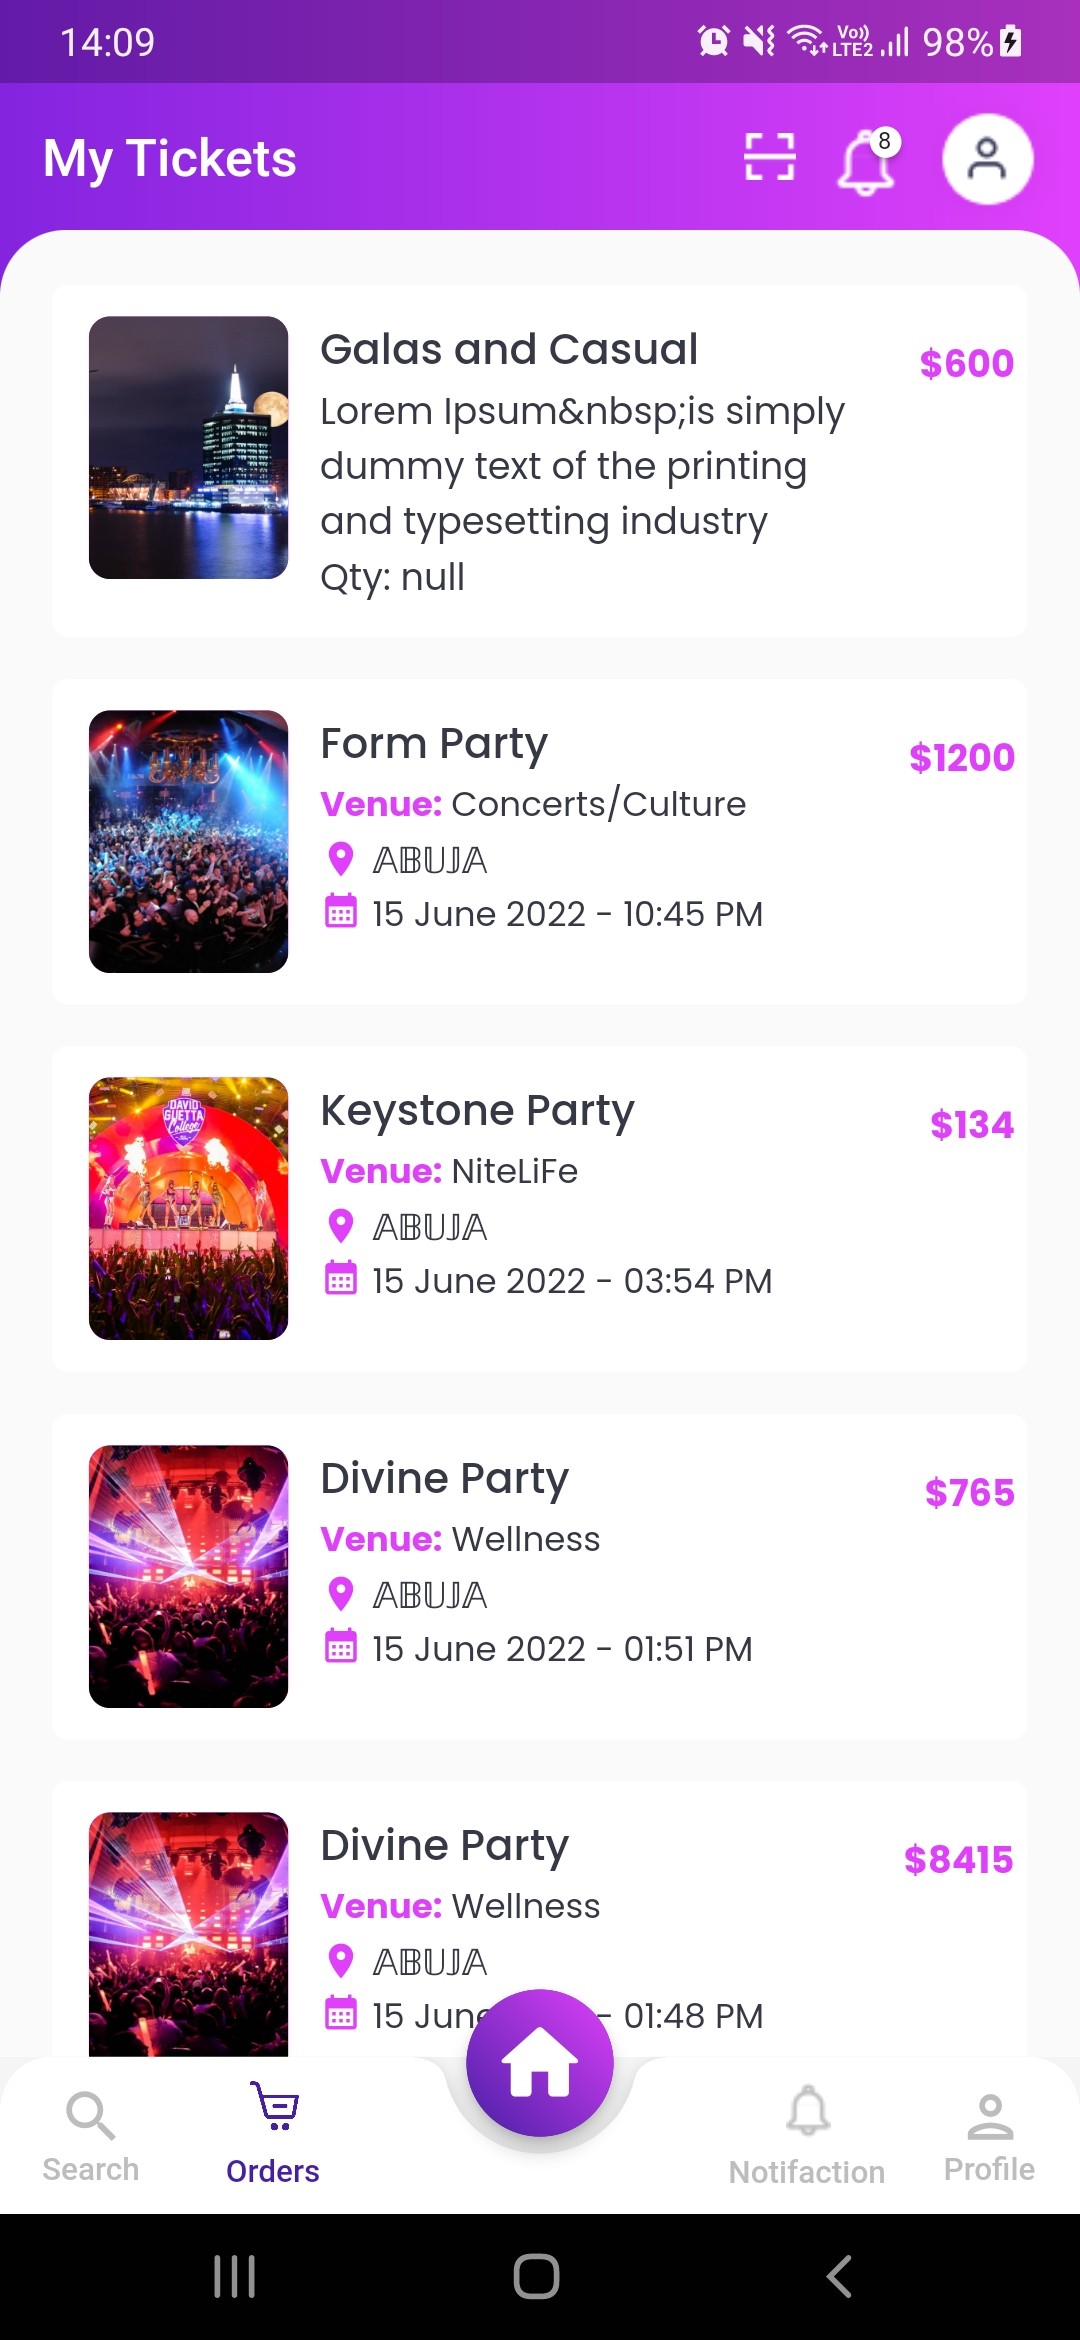 14:09
Vo))
LTE2
98%
My Tickets
8
Galas and Casual
$600
Lorem Ipsum&nbsp;is simply
dummy text of the printing
and typesetting industry
Qty: null
Form Party
$1200
Venue: Concerts/Culture
𝔸𝔹𝕌𝕁𝔸
15 June 2022 - 10:45 PM
DAVID
GUETTA
College
Keystone Party
$134
Venue: NiteLiFe
𝔸𝔹𝕌𝕁𝔸
15 June 2022 - 03:54 PM
Divine Party
$765
Venue: Wellness
𝔸𝔹𝕌𝕁𝔸
15 June 2022 - 01:51 PM
Divine Party
$8415
Venue: Wellness
𝔸𝔹𝕌𝕁𝔸
15 June - 01:48 PM
Search
Orders
Notifaction
Profile